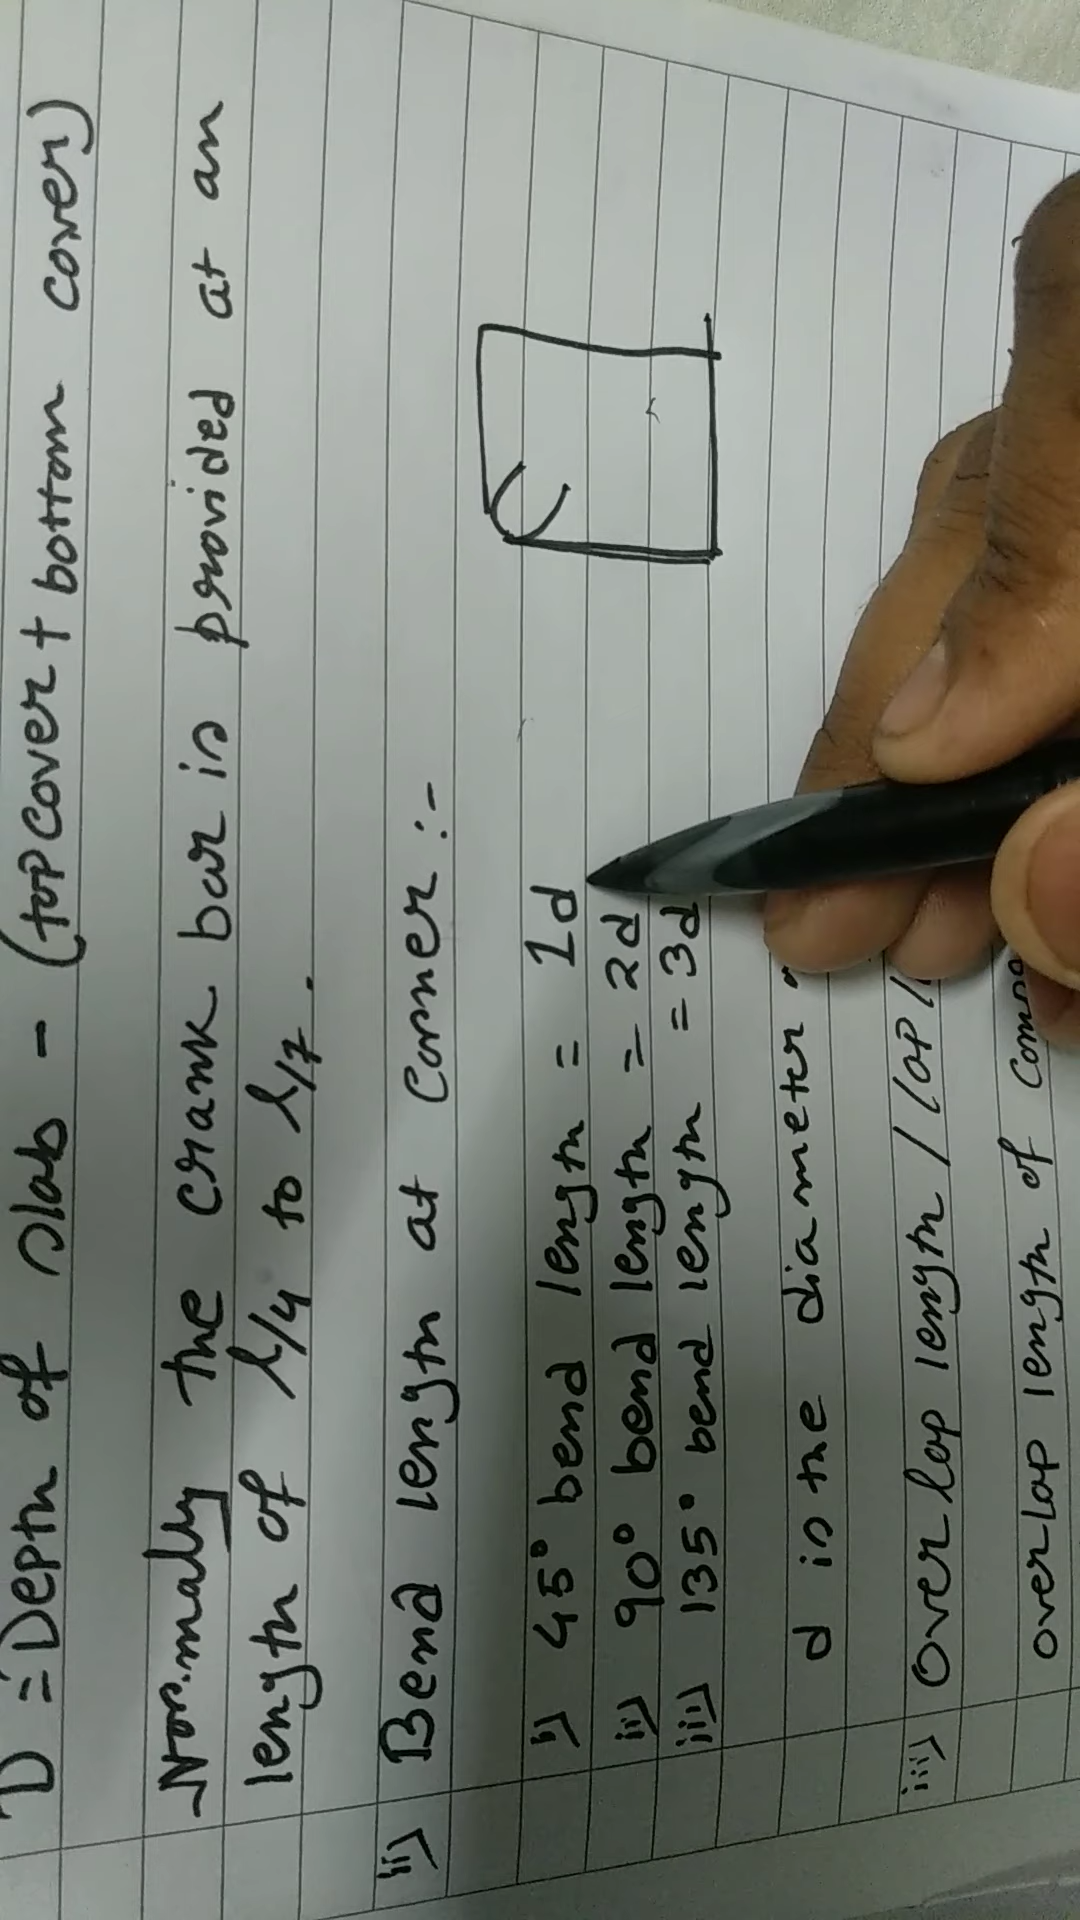 D = Depth of slab - (top cover + bottom cover)
Normally the crank bar is provided at an
length of l/4 to l/7.
ii) Bend length at corner :-
i) 45° bend length = 1d
ii) 90° bend length = 2d
iii) 135° bend length = 3d
d is the diameter
iii) Over lap length / lap l
overlap length of